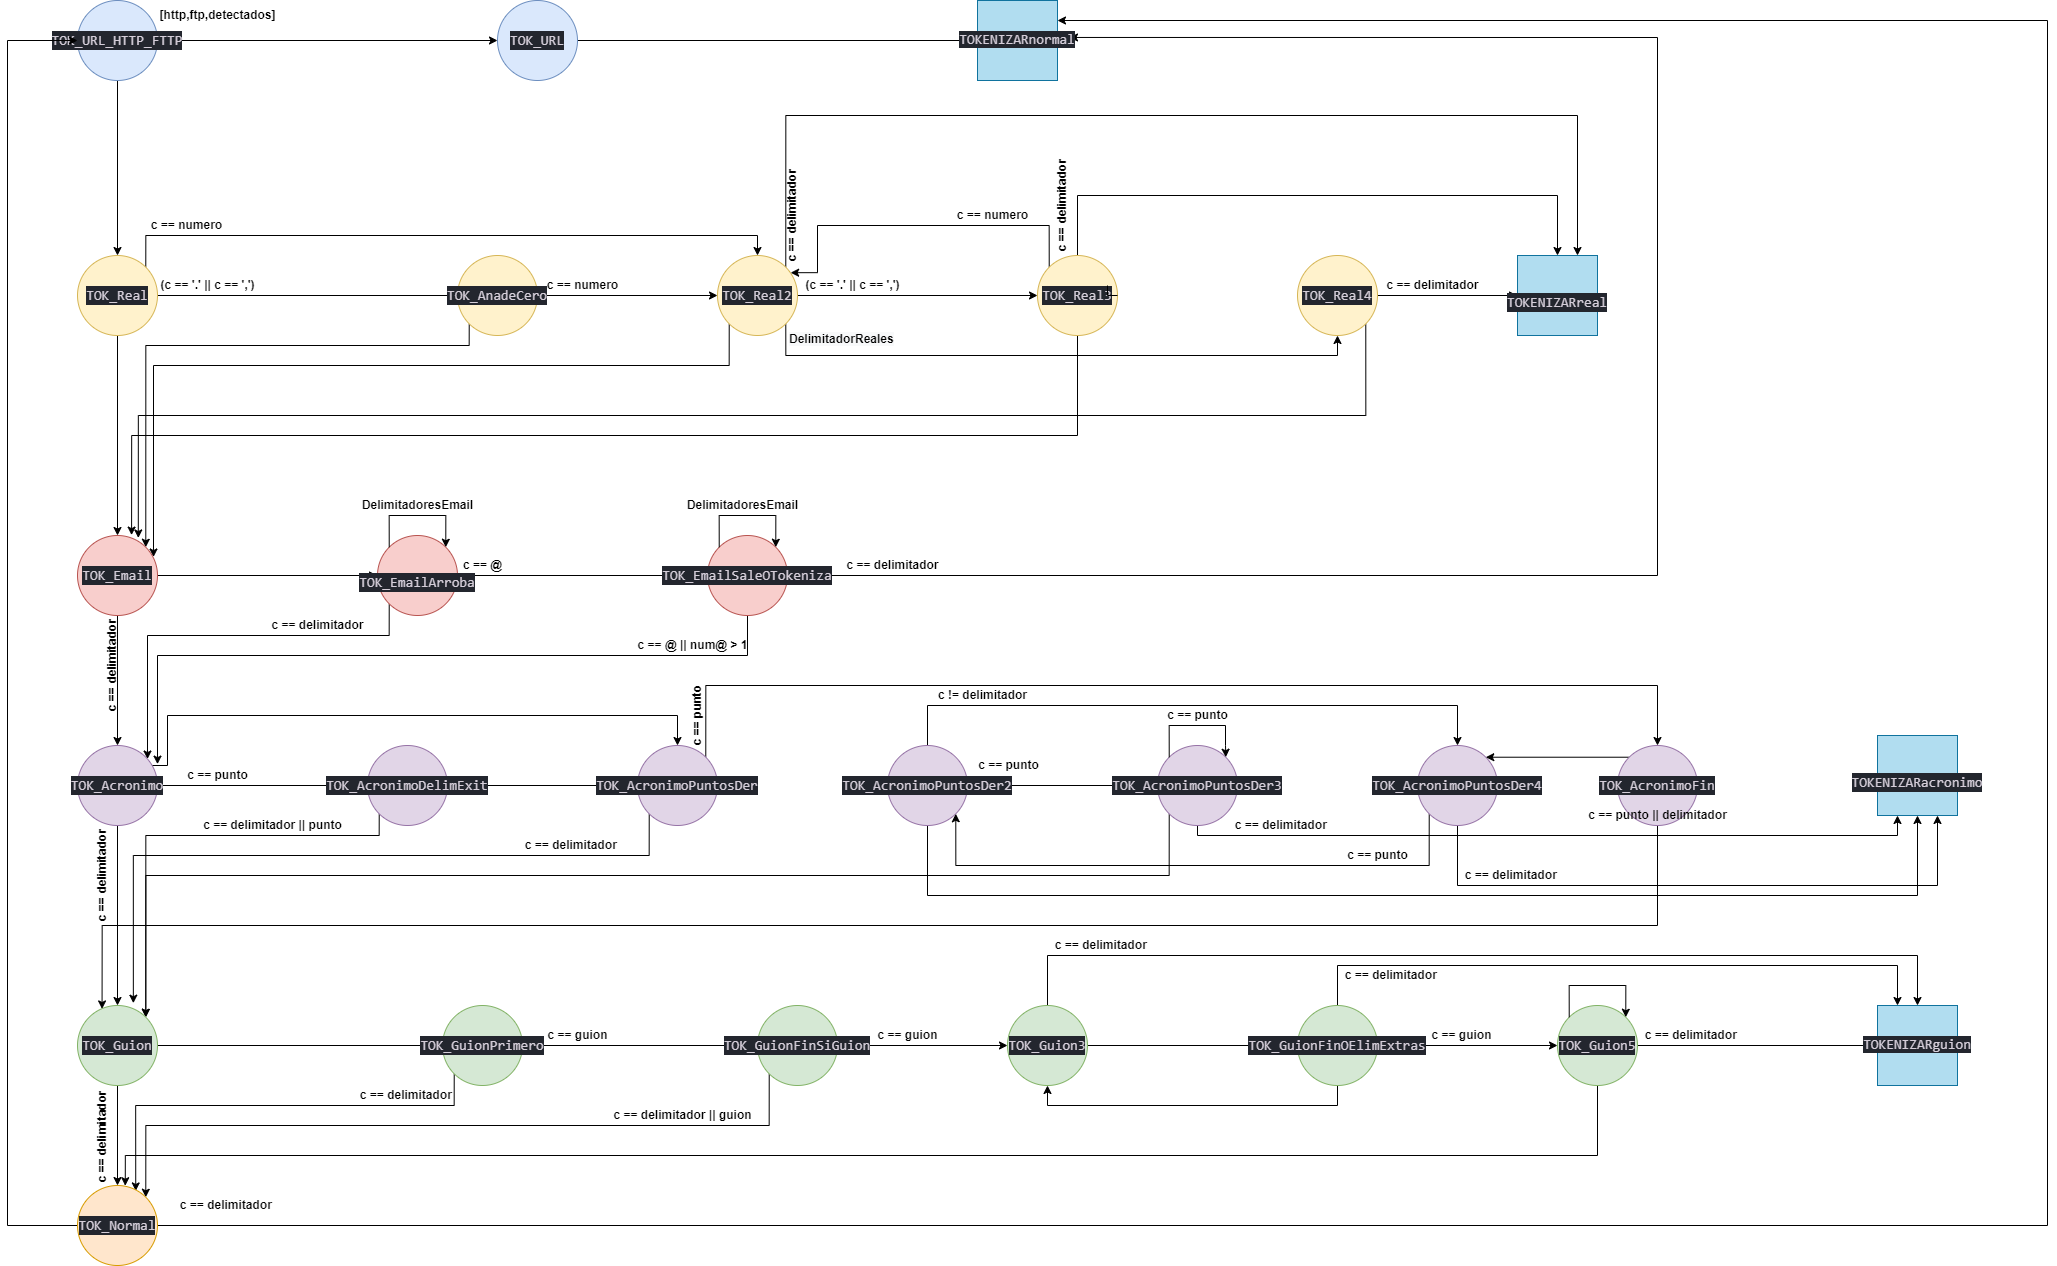 [http,ftp,detectados]
TOK_URL_HTTP_FTTP
TOK_URL
TOKENIZARnormal
c == delimitador
c == delimitador
c == numero
c == numero
TOK_Real
(c == '.' || c == ',')
TOK_AnadeCero
c == numero
TOK_Real2
(c == '.' || c == ',')
TOK_Real3
TOK_Real4
c == delimitador
TOKENIZARreal
DelimitadorReales
DelimitadoresEmail
DelimitadoresEmail
TOK_Email
TOK_EmailArroba
c == @
TOK_EmailSaleOTokeniza
c == delimitador
c == delimitador
c == delimitador
c == @ || num@ > 1
c == punto
c != delimitador
c == punto
TOK_Acronimo
c == punto
TOK_AcronimoDelimExit
TOK_AcronimoPuntosDer
TOK_AcronimoPuntosDer2
c == punto
TOK_AcronimoPuntosDer3
TOK_AcronimoPuntosDer4
TOK_AcronimoFin
TOKENIZARacronimo
c == punto || delimitador
c == delimitador || punto
c == delimitador
c == delimitador
c == punto
c == delimitador
c == delimitador
c == delimitador
c == delimitador
TOK_Guion
TOK_GuionPrimero
c == guion
TOK_GuionFinSiGuion
c == guion
TOK_Guion3
TOK_GuionFinOElimExtras
c == guion
TOK_Guion5
c == delimitador
TOKENIZARguion
c == delimitador
c == delimitador
c == delimitador || guion
c == delimitador
TOK_Normal